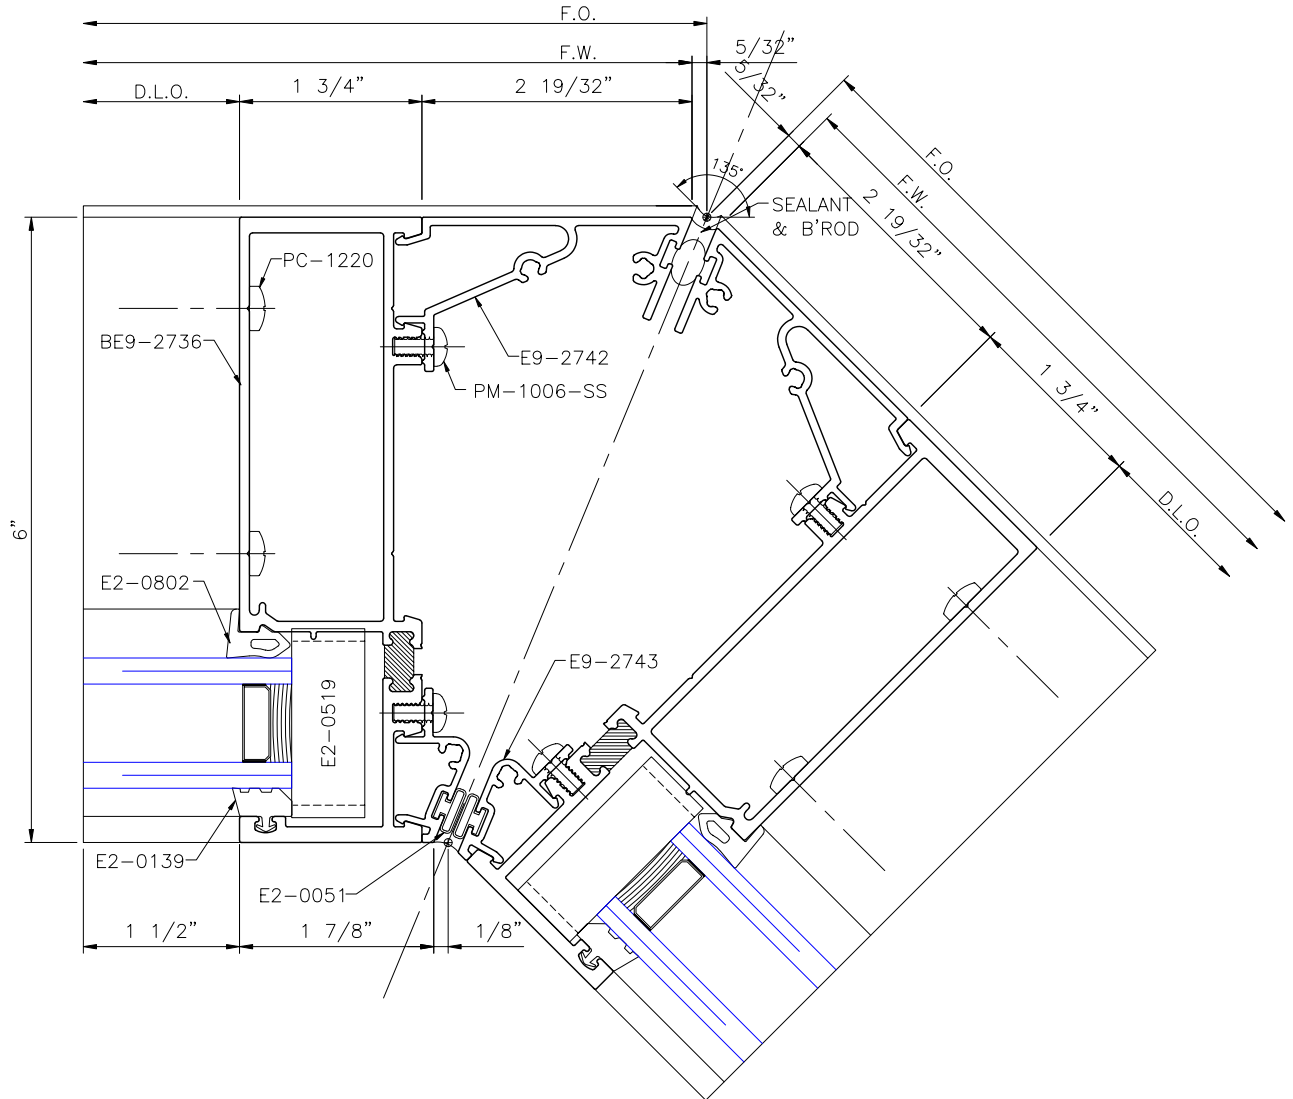 F.O.
F.W.
5/32"
D.L.O.
1 3/4"
2 19/32"
5/32"
135°
F.O.
F.W.
2 19/32"
1 3/4"
D.L.O.
SEALANT
& B'ROD
PC-1220
BE9-2736
E9-2742
PM-1006-SS
6"
E2-0802
E9-2743
E2-0519
E2-0139
E2-0051
1 1/2"
1 7/8"
1/8"